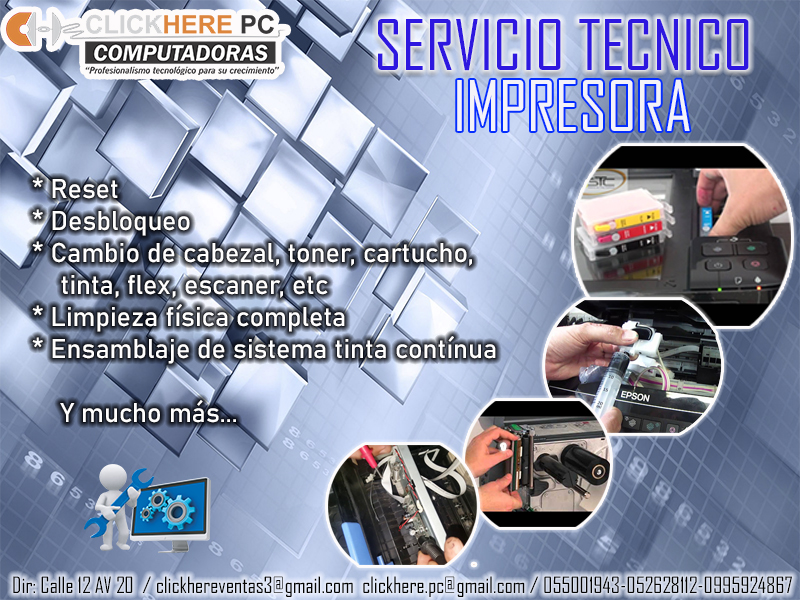 CLICKHERE PC
COMPUTADORAS
"Profesionalismo tecnológico para su crecimiento"
SERVICIO TECNICO
IMPRESORA
* Reset
* Desbloqueo
* Cambio de cabezal, toner, cartucho,
tinta, flex, escaner, etc
* Limpieza física completa
* Ensamblaje de sistema tinta contínua
Y mucho más...
STC
EPSON
Dir: Calle 12 AV 20 / clickhereventas3@gmail.com clickhere.pc@gmail.com / 055001943-052628112-0995924867